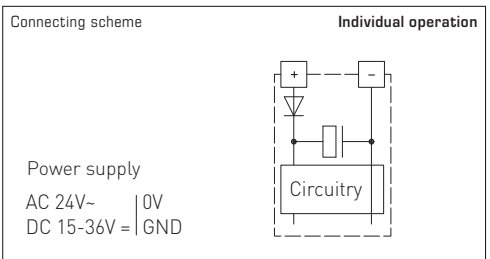 Connecting scheme
Individual operation
+ −
Circuitry
Power supply
AC 24V~ | 0V
DC 15-36V = | GND